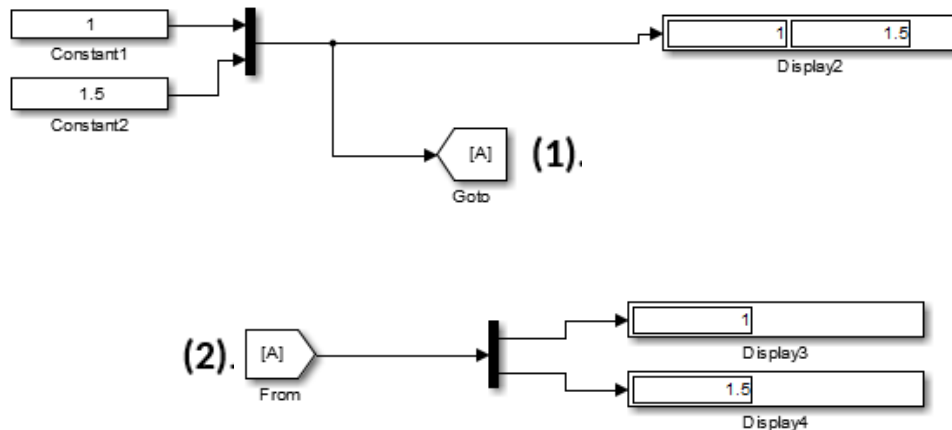 1
Constant1
1.5
Constant2
1 1.5
Display2
[A]
Goto
(1).
(2).
[A]
From
1
Display3
1.5
Display4